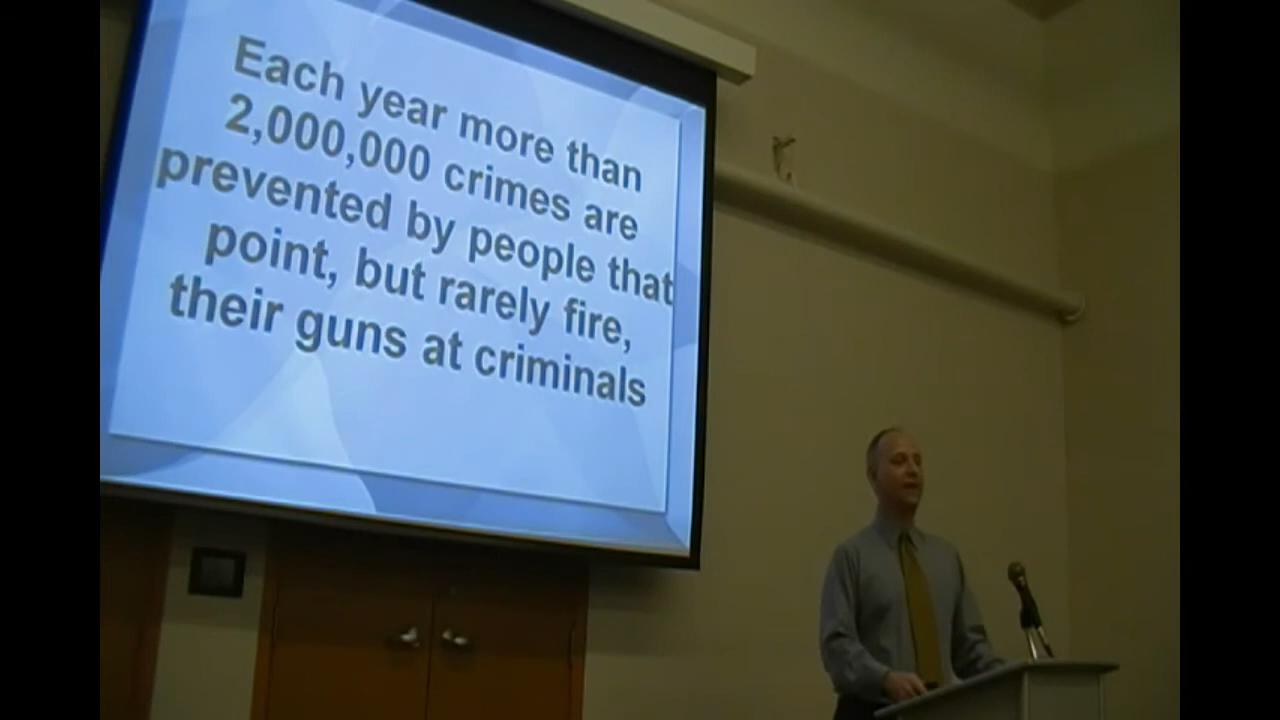 Each year more than
2,000,000 crimes are
prevented by people that
point, but rarely fire,
their guns at criminals